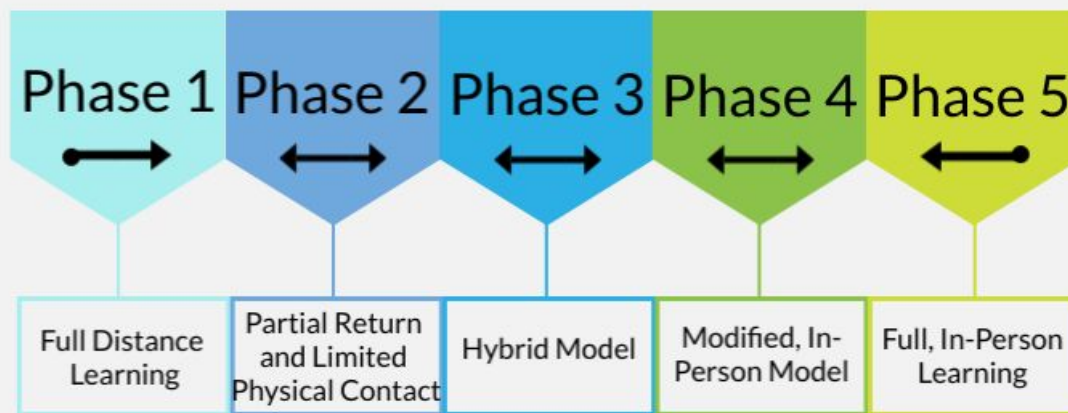 Phase 1
Phase 2
Phase 3
Phase 4
Phase 5
Full Distance
Learning
Partial Return
and Limited
Physical Contact
Hybrid Model
Modified, In-
Person Model
Full, In-Person
Learning